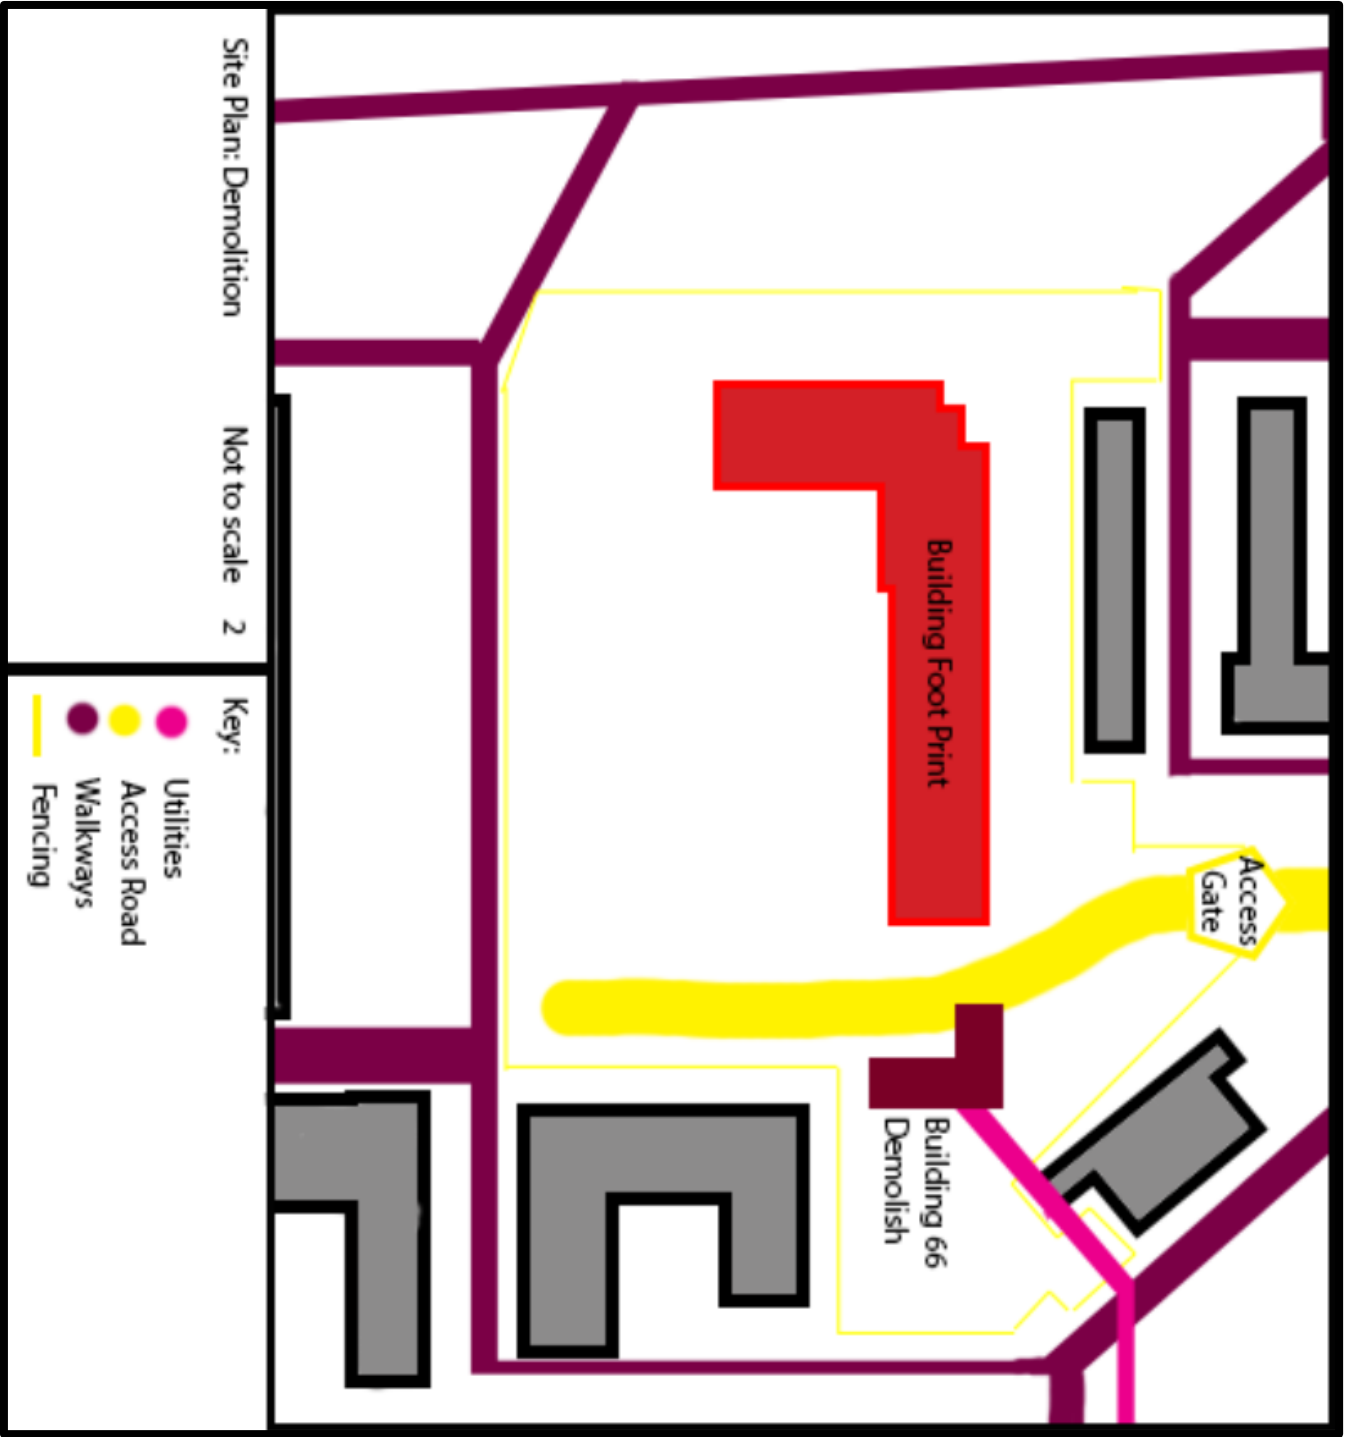 Access
Gate
Building Foot Print
Building 66
Demolish
Site Plan: Demolition
Not to scale
2
Key:
Utilities
Access Road
Walkways
Fencing